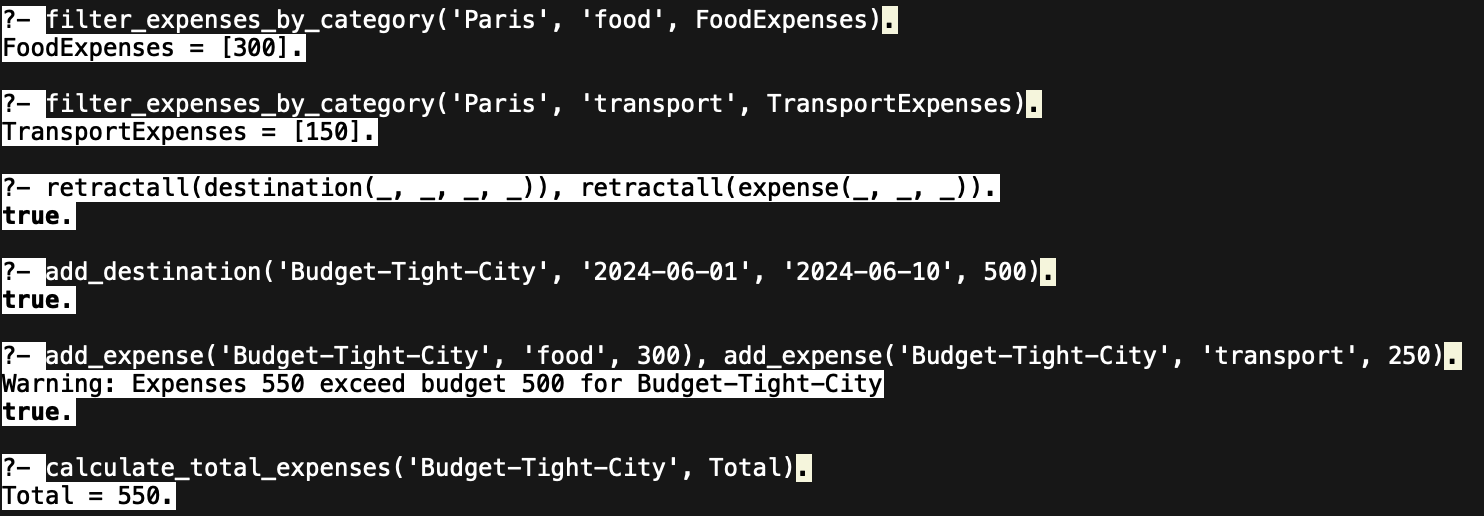 ?- filter_expenses_by_category('Paris', 'food', FoodExpenses).
FoodExpenses = [300].
?- filter_expenses_by_category('Paris', 'transport', TransportExpenses).
TransportExpenses = [150].
?- retractall(destination(_, _, _, _)), retractall(expense(_, _, _)).
true.
?- add_destination('Budget-Tight-City', '2024-06-01', '2024-06-10', 500).
true.
?- add_expense('Budget-Tight-City', 'food', 300), add_expense('Budget-Tight-City', 'transport', 250).
Warning: Expenses 550 exceed budget 500 for Budget-Tight-City
true.
?- calculate_total_expenses('Budget-Tight-City', Total).
Total = 550.